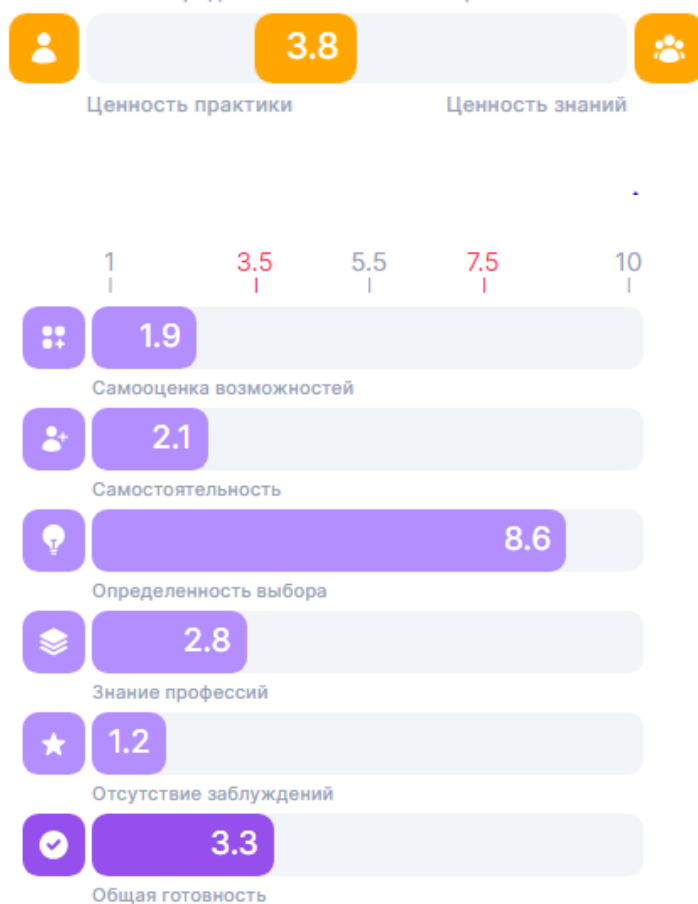 3.8
Ценность практики Ценность знаний
1 3.5 5.5 7.5 10
1.9
Самооценка возможностей
2.1
Самостоятельность
8.6
Определенность выбора
2.8
Знание профессий
1.2
Отсутствие заблуждений
3.3
Общая готовность